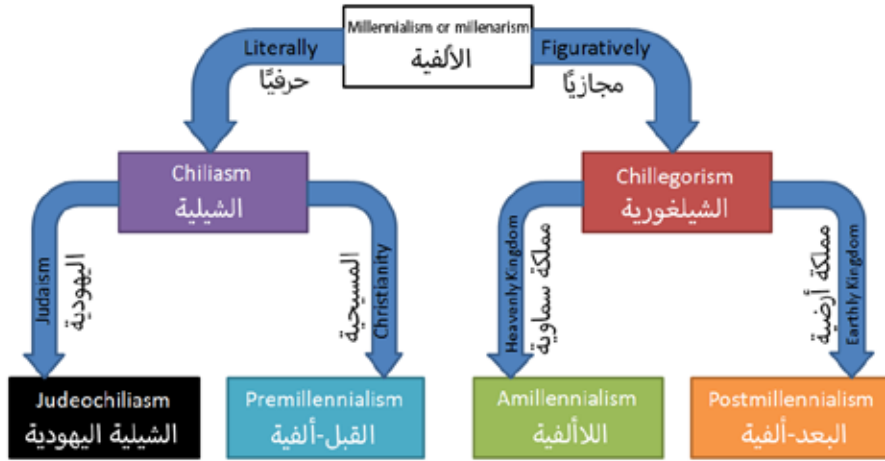 Millennialism or millenarism
الألفية
Literally
حرفيًا
Figuratively
مجازيًا
Chiliasm
الشيلية
Chillegorism
الشيلغورية
Judaism
اليهودية
Christianity
المسيحية
Heavenly Kingdom
مملكة سماوية
Earthly Kingdom
مملكة أرضية
Judeochiliasm
الشيلية اليهودية
Premillennialism
القبل-ألفية
Amillennialism
اللاألفية
Postmillennialism
البعد-ألفية